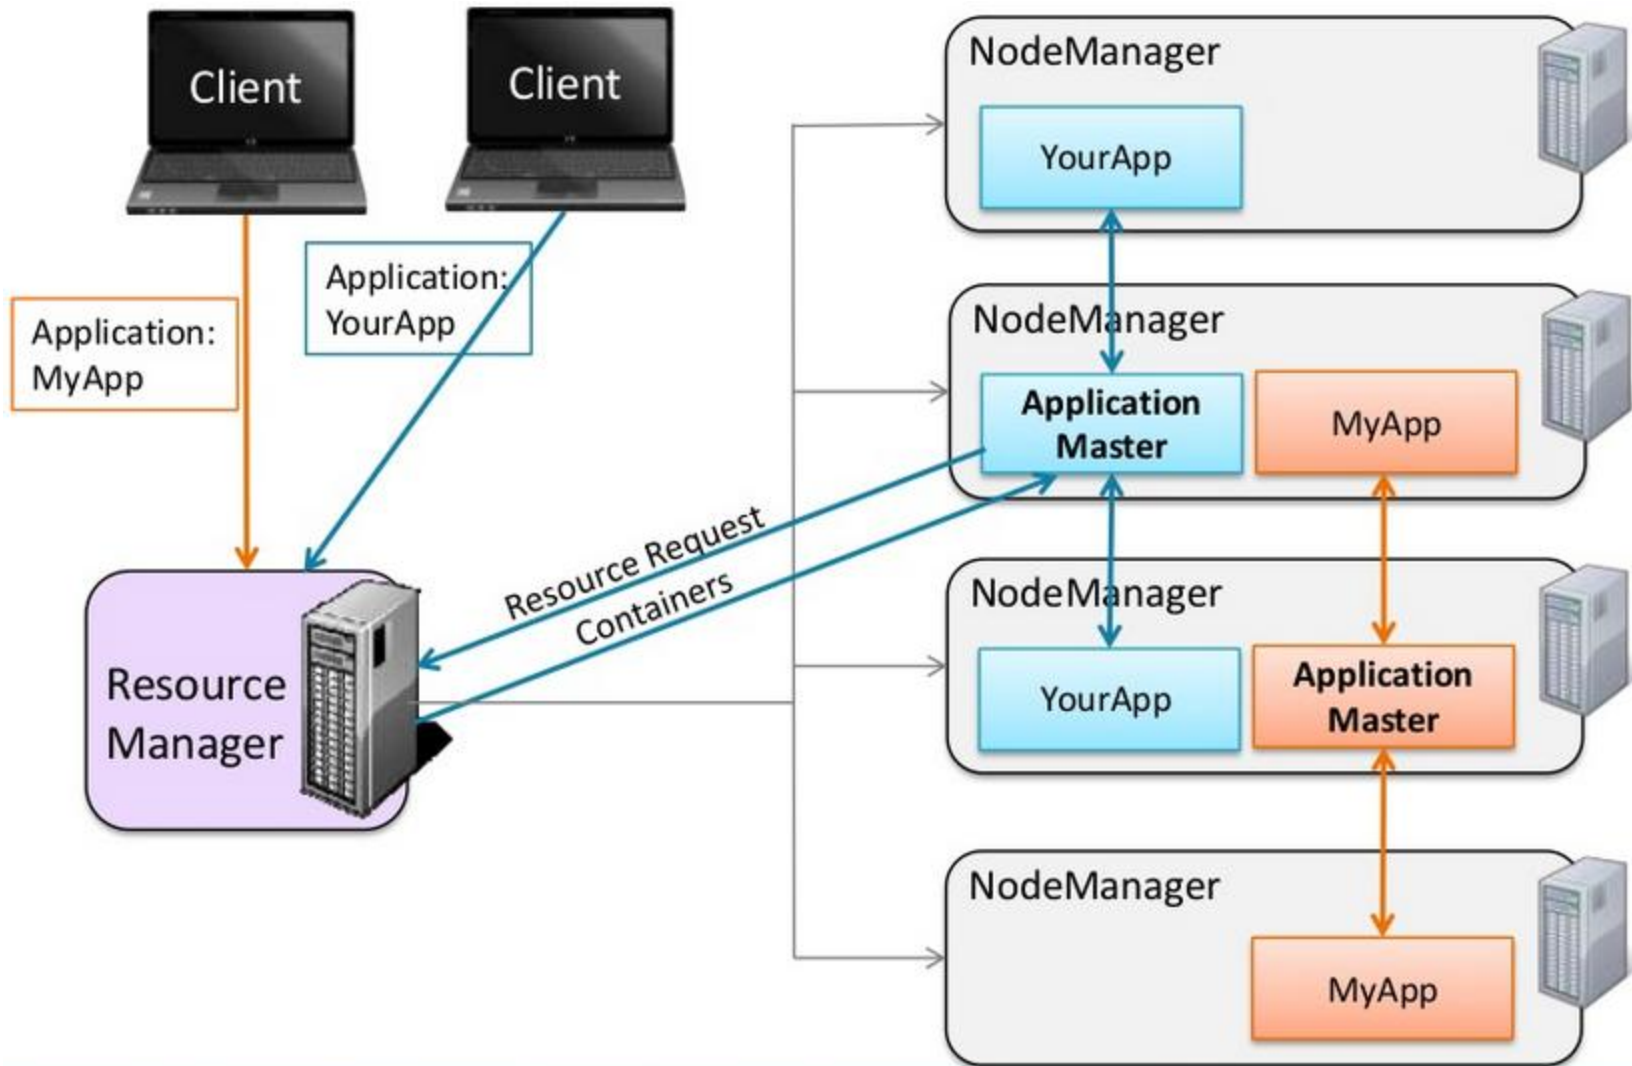 Client
Client
Application:
MyApp
Application:
YourApp
Resource
Manager
Resource Request
Containers
NodeManager
YourApp
NodeManager
Application
Master
MyApp
NodeManager
YourApp
Application
Master
NodeManager
MyApp